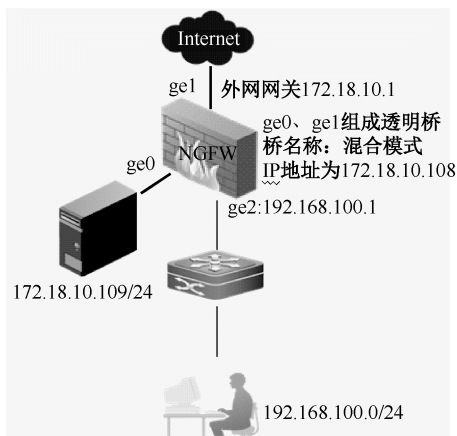 Internet
ge1
外网网关172.18.10.1
ge0、ge1组成透明桥
桥名称：混合模式
IP地址为172.18.10.108
NGFW
ge0
ge2:192.168.100.1
172.18.10.109/24
192.168.100.0/24